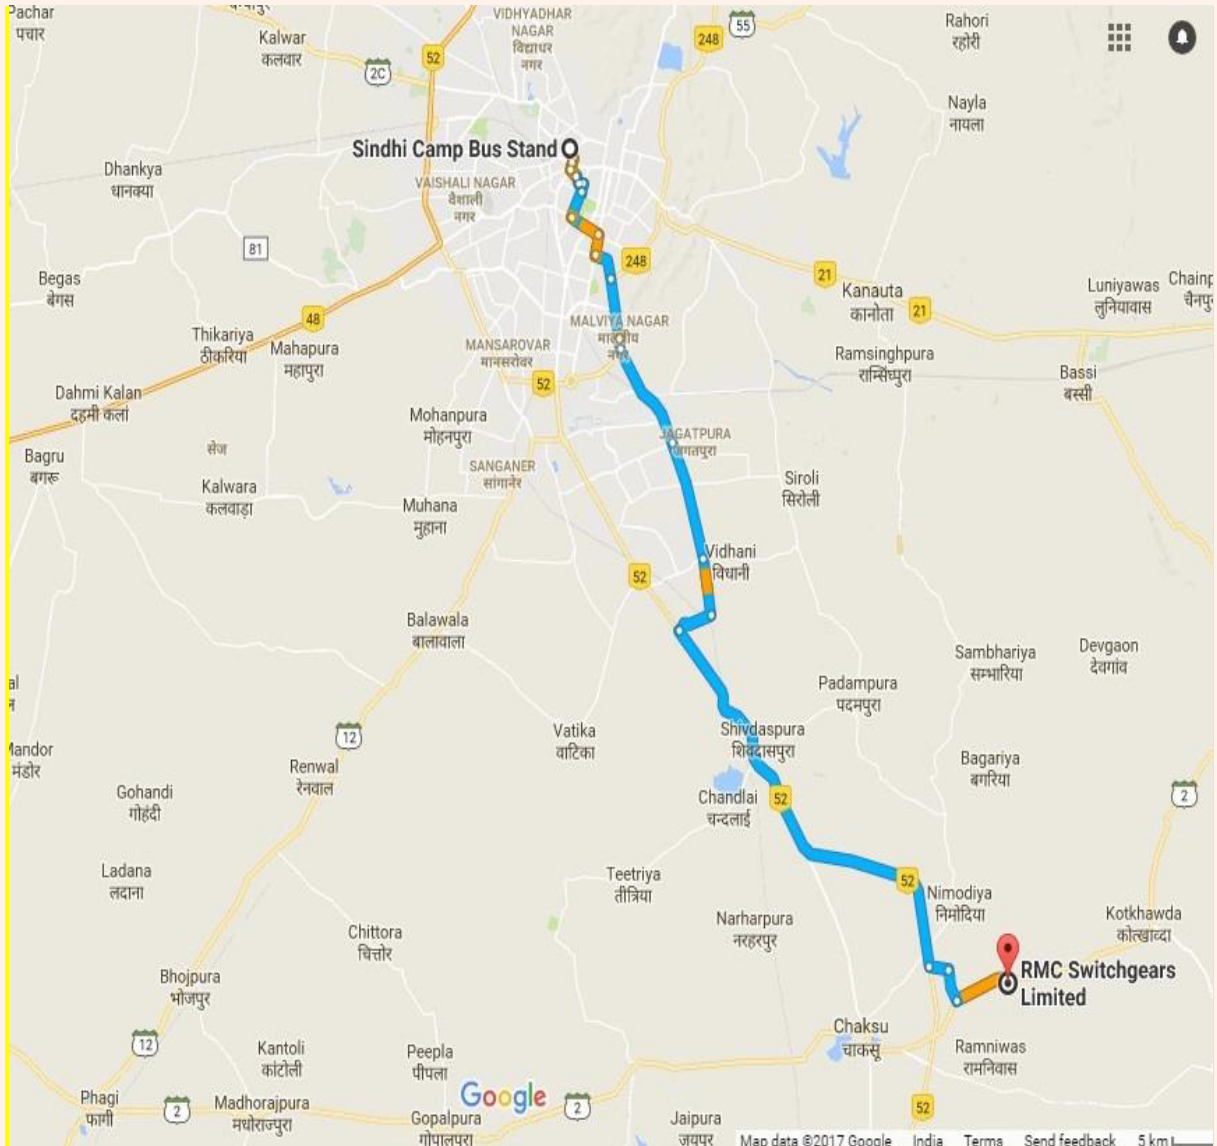 Pachar
पचार
Kalwar
कलवार
VIDHYADHAR
NAGAR
विद्याधर
नगर
52
2C
248
55
Rahori
रहोरी
Nayla
नायला
Sindhi Camp Bus Stand
Dhankya
धानक्या
VAISHALI NAGAR
वैशाली
नगर
81
248
21
Begas
बेगस
Kanauta
कानोता
21
Luniyawas
लुनियावास
48
Thikariya
ठीकरिया
Mahapura
महापुरा
MALVIYA NAGAR
MANSAROVAR
मानसरोवर
Ramsinghpura
52
Bassi
बस्सी
Dahmi Kalan
दहमी कलां
Mohanpura
मोहनपुरा
JAGATPURA
जगतपुरा
Bagru
बगरू
सेज
SANGANER
सांगानेर
Siroli
सिरोली
Kalwara
कलवाड़ा
Muhana
मुहाना
Vidhani
विधानी
52
Balawala
बालावाला
Sambhariya
सम्भारिया
Devgaon
देवगांव
Padampura
पदमपुरा
12
Vatika
वाटिका
Shivdaspura
शिवदासपुरा
Mandor
मंडोर
Renwal
रेनवाल
Bagariya
बगरिया
Gohandi
गोहंदी
Chandlai
चन्दलाई
52
2
Ladana
लदाना
Teetriya
तीत्रिया
52
Nimodiya
निमोदिया
Narharpura
नरहरपुर
Kotkhawda
कोत्खाव्दा
Chittora
चित्तोर
Bhojpura
भोजपुर
RMC Switchgears
Limited
12
Kantoli
कांटोली
Peepla
पीपला
Chaksu
चाकसू
Ramniwas
रामनिवास
Phagi
फागी
2
Madhorajpura
मधोराज्पुरा
Google
2
Gopalpura
गोपालपुरा
Jaipura
जयपुर
52
Map data ©2017 Google India Terms Send feedback 5 km